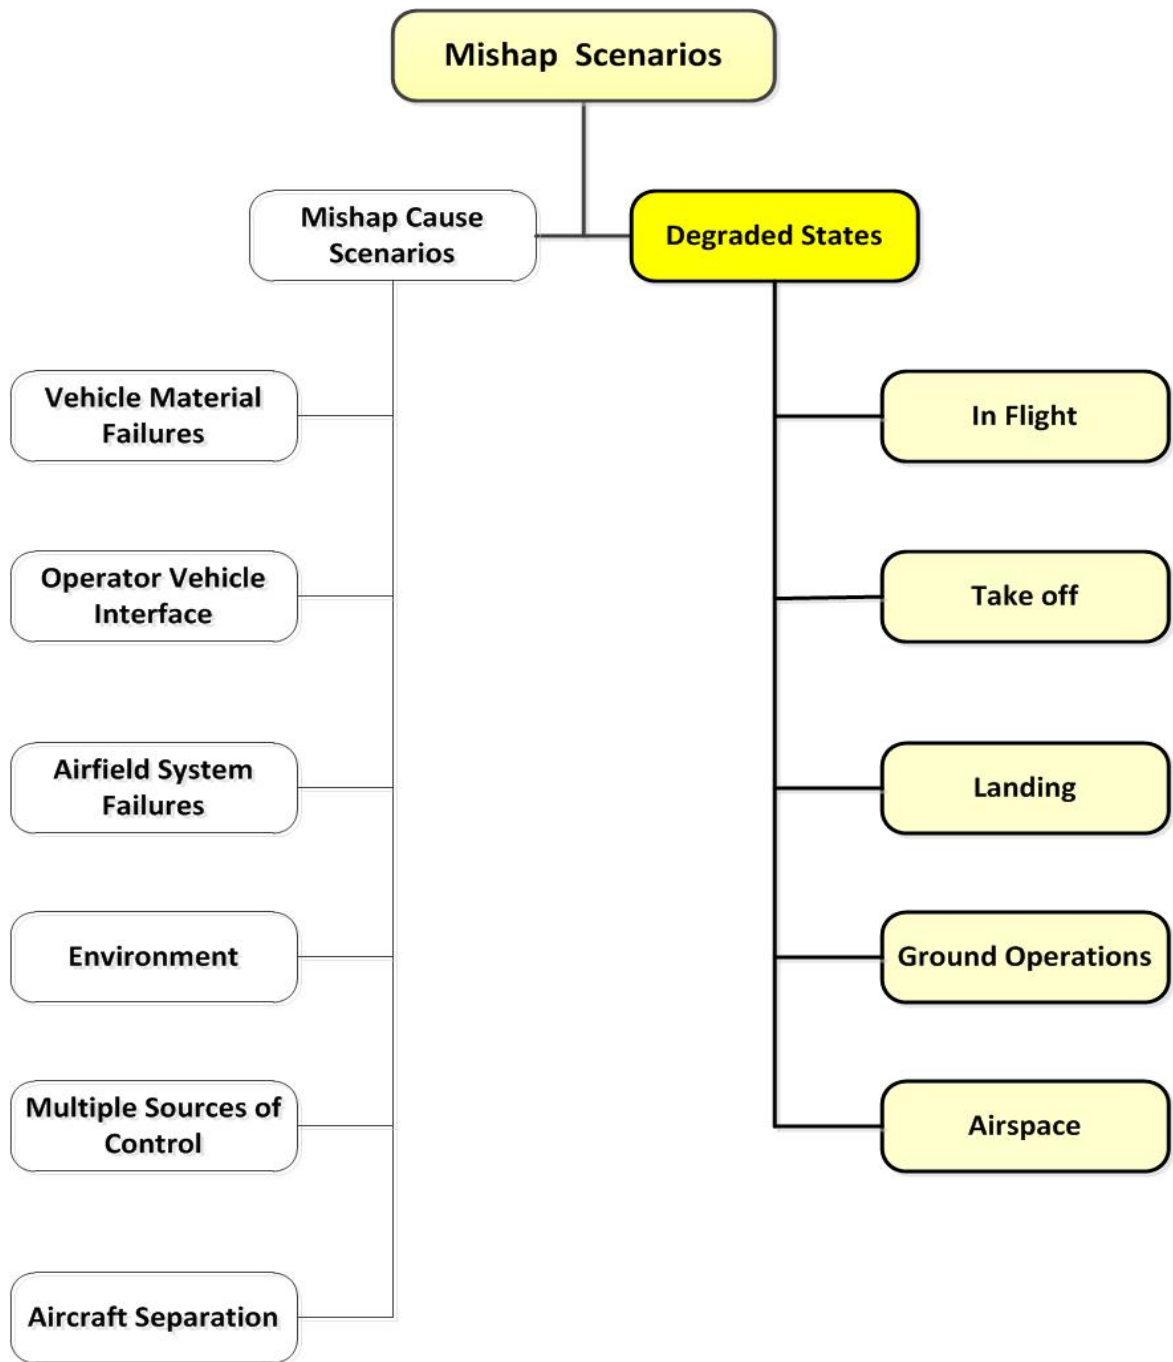 Mishap Scenarios
Mishap Cause
Scenarios
Degraded States
Vehicle Material
Failures
In Flight
Operator Vehicle
Interface
Take off
Airfield System
Failures
Landing
Environment
Ground Operations
Multiple Sources of
Control
Airspace
Aircraft Separation